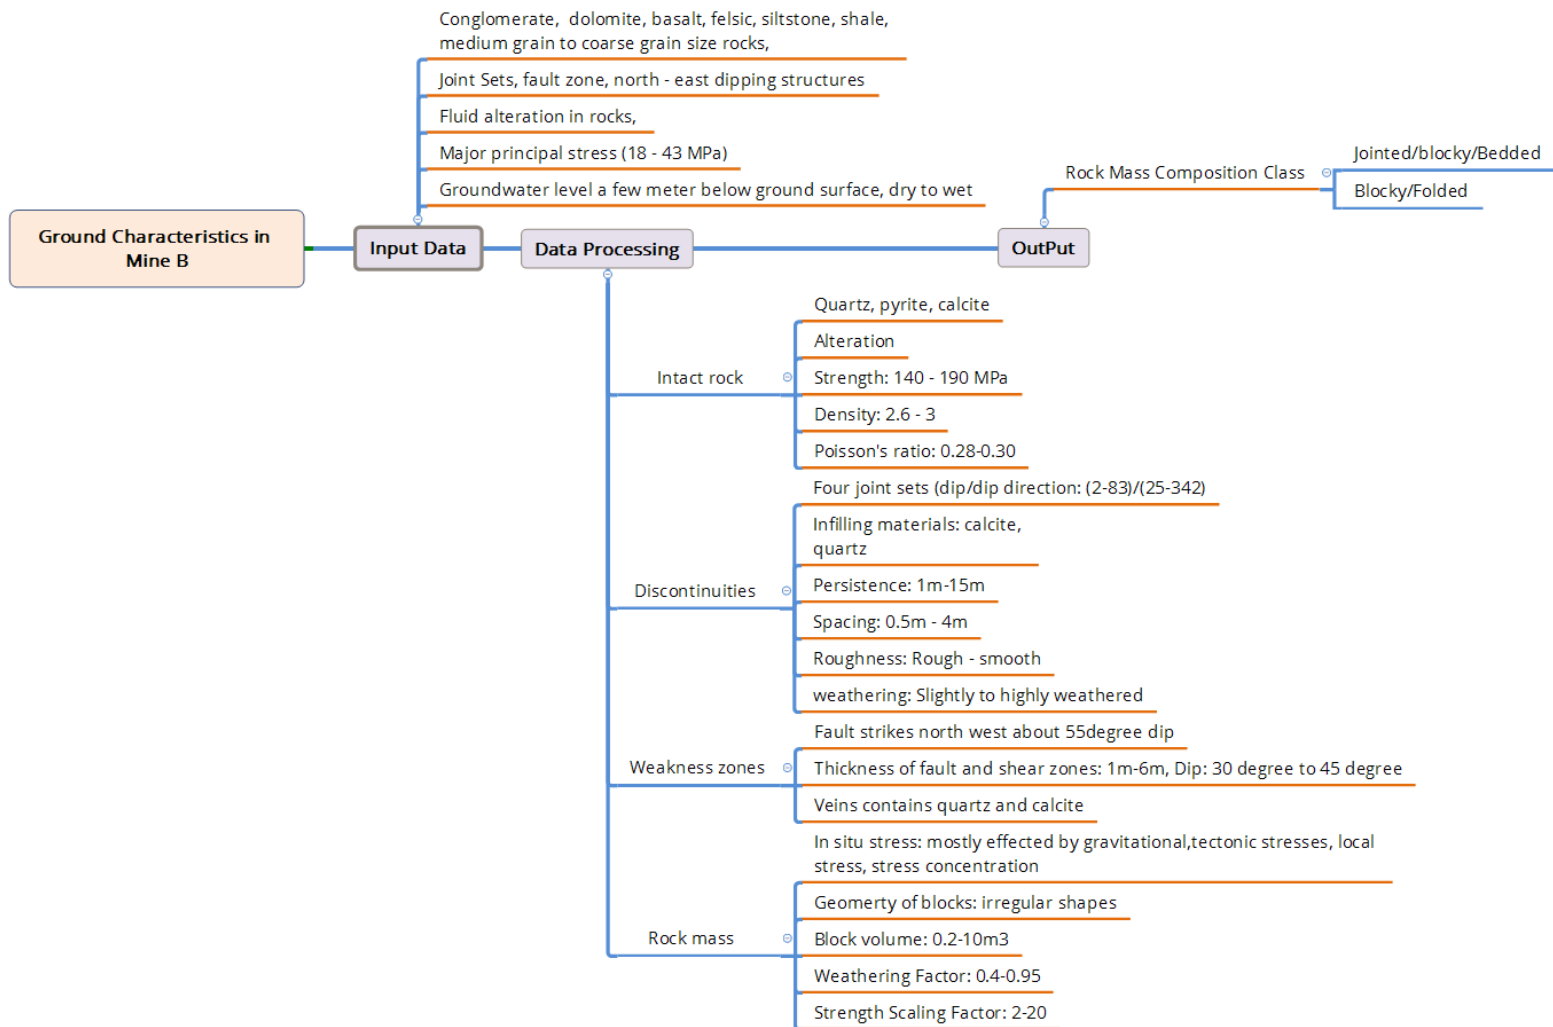 Conglomerate, dolomite, basalt, felsic, siltstone, shale,
medium grain to coarse grain size rocks,
Joint Sets, fault zone, north - east dipping structures
Fluid alteration in rocks,
Major principal stress (18 - 43 MPa)
Groundwater level a few meter below ground surface, dry to wet
Ground Characteristics in
Mine B
Input Data
Data Processing
OutPut
Rock Mass Composition Class
Jointed/blocky/Bedded
Blocky/Folded
Intact rock
Quartz, pyrite, calcite
Alteration
Strength: 140 - 190 MPa
Density: 2.6 - 3
Poisson's ratio: 0.28-0.30
Discontinuities
Four joint sets (dip/dip direction: (2-83)/(25-342)
Infilling materials: calcite,
quartz
Persistence: 1m-15m
Spacing: 0.5m - 4m
Roughness: Rough - smooth
weathering: Slightly to highly weathered
Weakness zones
Fault strikes north west about 55degree dip
Thickness of fault and shear zones: 1m-6m, Dip: 30 degree to 45 degree
Veins contains quartz and calcite
Rock mass
In situ stress: mostly effected by gravitational,tectonic stresses, local
stress, stress concentration
Geomerty of blocks: irregular shapes
Block volume: 0.2-10m3
Weathering Factor: 0.4-0.95
Strength Scaling Factor: 2-20